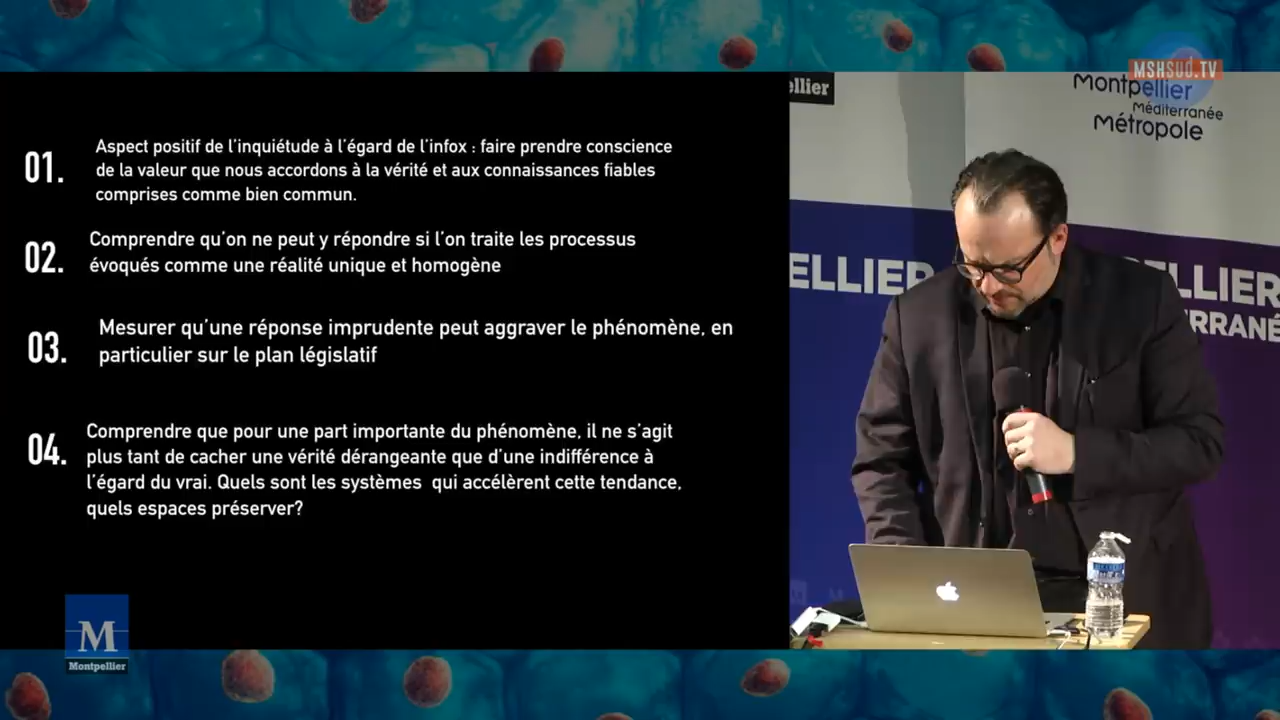 01.
Aspect positif de l'inquiétude à l'égard de l'infox : faire prendre conscience
de la valeur que nous accordons à la vérité et aux connaissances fiables
comprises comme bien commun.
02.
Comprendre qu'on ne peut y répondre si l'on traite les processus
évoqués comme une réalité unique et homogène
03.
Mesurer qu'une réponse imprudente peut aggraver le phénomène, en
particulier sur le plan législatif
04.
Comprendre que pour une part importante du phénomène, il ne s'agit
plus tant de cacher une vérité dérangeante que d'une indifférence à
l'égard du vrai. Quels sont les systèmes qui accélèrent cette tendance,
quels espaces préserver?
M
Montpellier
MSHSUD.TV
ellier
Montpellier
Méditerranée
Métropole
ELLIER
ELLIER
RRANÉ